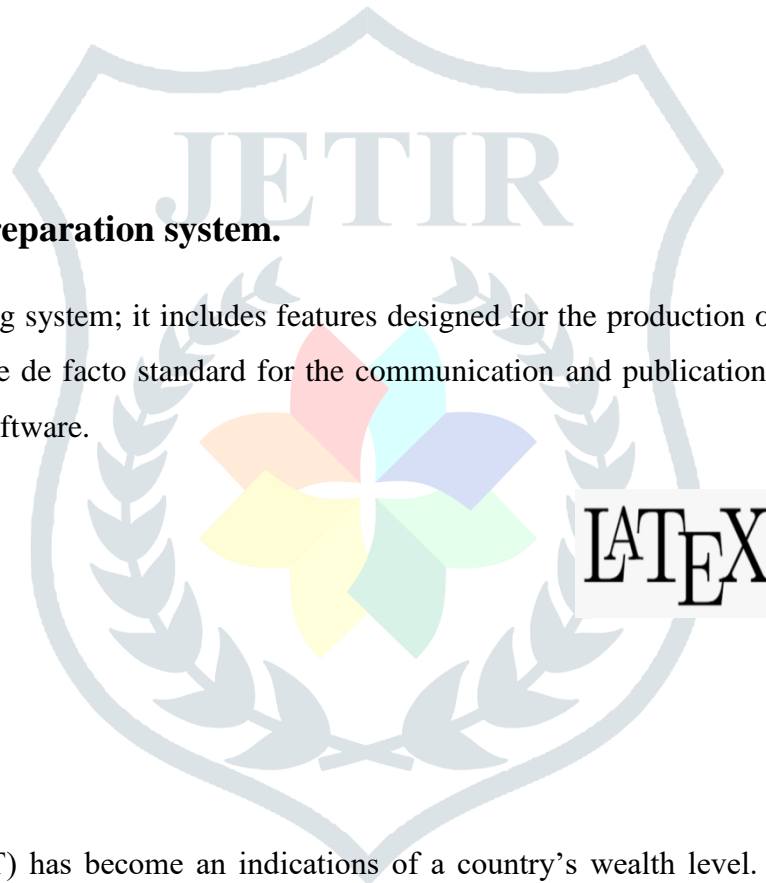 JETIR
reparation system.
g system; it includes features designed for the production o
e de facto standard for the communication and publication
ftware.
LATEX
T) has become an indications of a country’s wealth level.